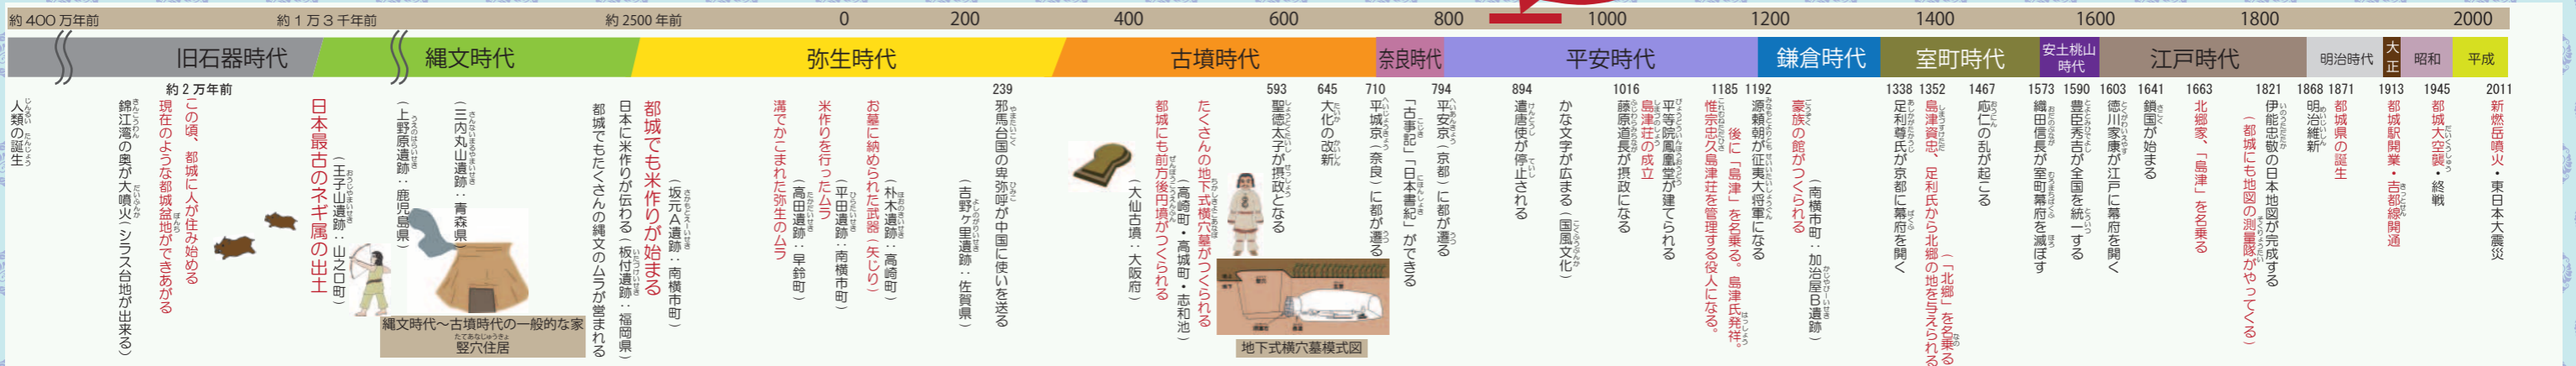 約400万年前
約1万3千年前
約2500年前
0
200
400
600
800
1000
1200
1400
1600
1800
2000
旧石器時代
縄文時代
弥生時代
古墳時代
奈良時代
平安時代
鎌倉時代
室町時代
安土桃山
時代
江戸時代
明治時代
大正
昭和
平成
人類の誕生
錦江湾の奥が大噴火(シラス台地が出来る)
約2万年前
現在のような都城盆地ができあがる
この頃、都城に人が住み始める
日本最古のネギ属の出土
(王子山遺跡：山之口町)
(上野原遺跡：鹿児島県)
(三内丸山遺跡：青森県)
縄文時代～古墳時代の一般的な家
竪穴住居
都城でもたくさんの縄文のムラが営まれる
日本に米作りが伝わる(板付遺跡：福岡県)
都城でも米作りが始まる
(坂元A遺跡：南横市町)
溝でかこまれた弥生のムラ
(高田遺跡：早鈴町)
米作りを行ったムラ
(平田遺跡：南横市町)
お墓に納められた武器(矢じり)
(朴木遺跡：高崎町)
(吉野ヶ里遺跡：佐賀県)
239
邪馬台国の卑弥呼が中国に使いを送る
(大仙古墳：大阪府)
都城にも前方後円墳がつくられる
(高崎町・高城町・志和池)
たくさんの地下式横穴墓がつくられる
地下式横穴墓模式図
593
聖徳太子が摂政となる
645
大化の改新
710
平城京(奈良)に都が遷る
「古事記」「日本書紀」ができる
794
平安京(京都)に都が遷る
894
遣唐使が停止される
かな文字が広まる(国風文化)
1016
藤原道長が摂政になる
島津荘の成立
平等院鳳凰堂が建てられる
1185
惟宗忠久島津荘を管理する役人になる。
後に「島津」を名乗る。島津氏発祥。
1192
源頼朝が征夷大将軍になる
豪族の館がつくられる
(南横市町：加治屋B遺跡)
1338
足利尊氏が京都に幕府を開く
1352
島津資忠、足利氏から北郷の地を与えられる
(「北郷」を名乗る
1467
応仁の乱が起こる
1573
織田信長が室町幕府を滅ぼす
1590
豊臣秀吉が全国を統一する
1603
徳川家康が江戸に幕府を開く
1641
鎖国が始まる
1663
北郷家、「島津」を名乗る
1821
伊能忠敬の日本地図が完成する
(都城にも地図の測量隊がやってくる)
1868
明治維新
1871
都城県の誕生
1913
都城駅開業・吉都線開通
1945
都城大空襲・終戦
2011
新燃岳噴火・東日本大震災